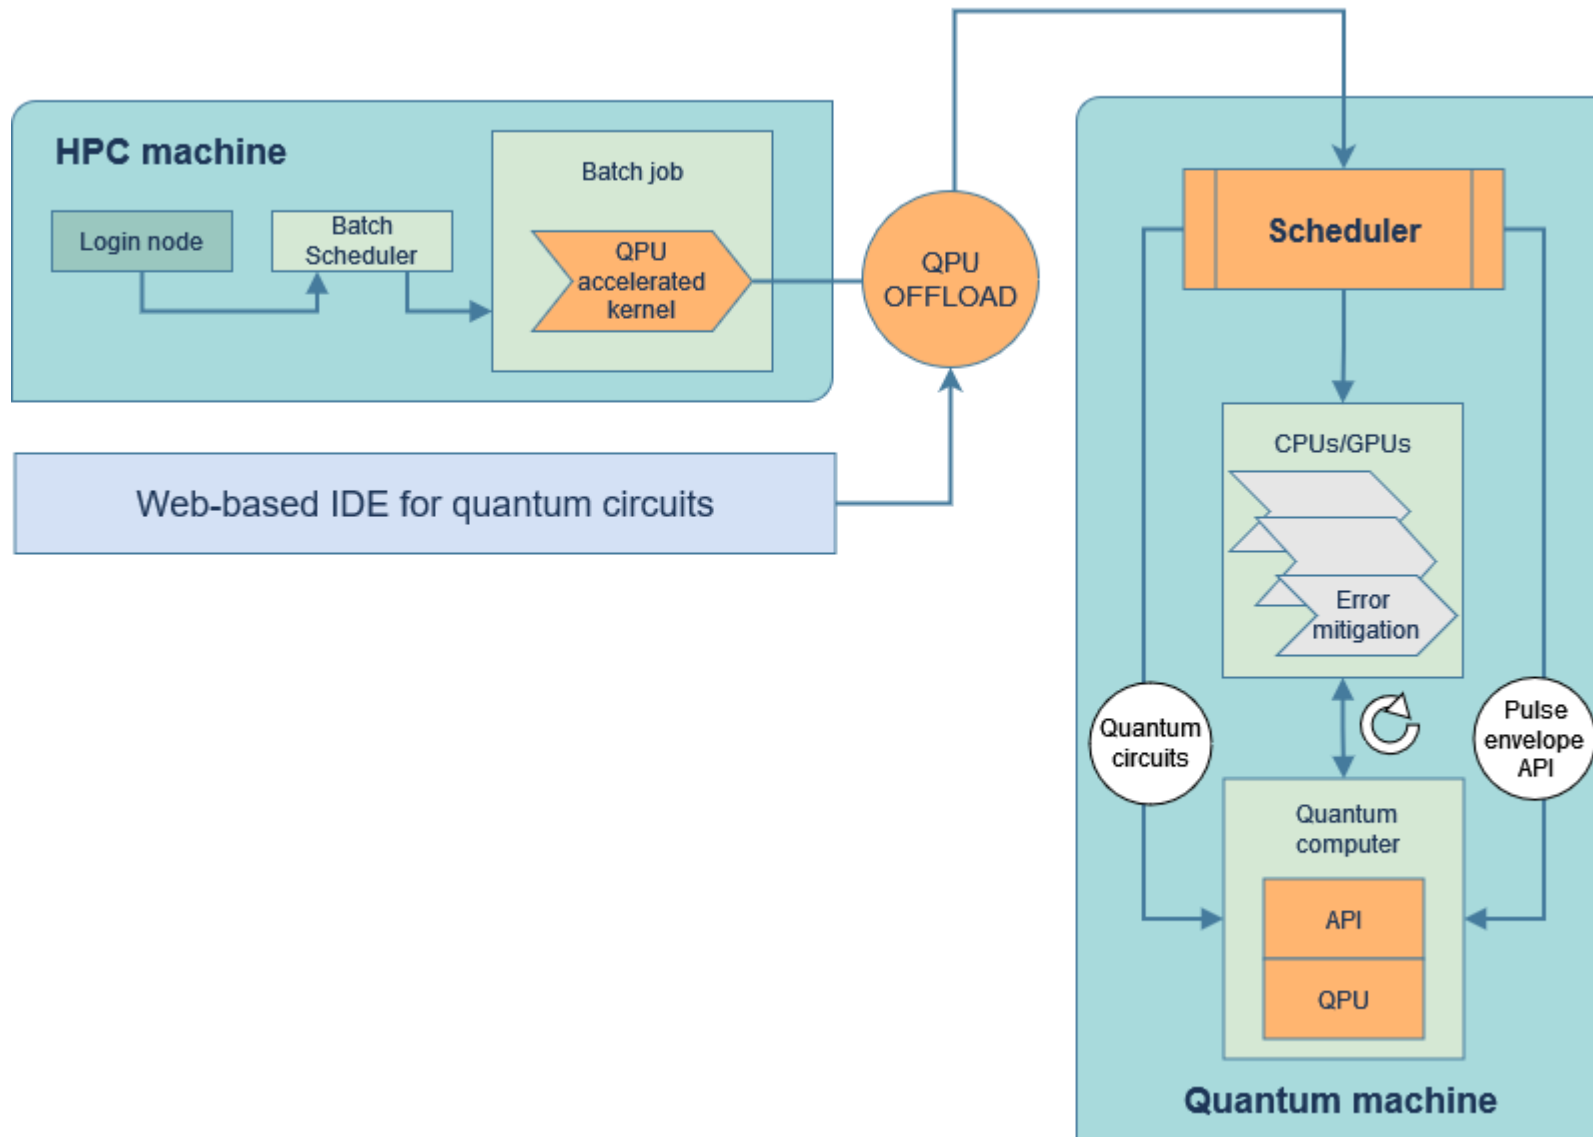 HPC machine
Login node
Batch
Scheduler
Batch job
QPU
accelerated
kernel
QPU
OFFLOAD
Web-based IDE for quantum circuits
Scheduler
CPUs/GPUs
Error
mitigation
Quantum
circuits
Pulse
envelope
API
Quantum
computer
API
QPU
Quantum machine